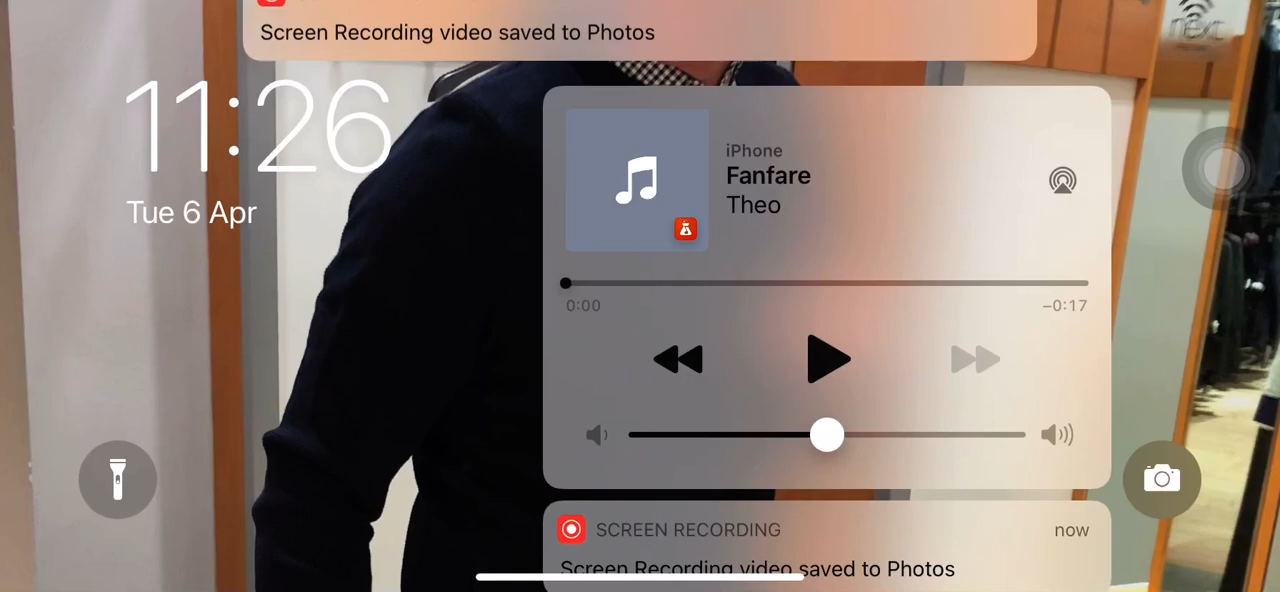 Screen Recording video saved to Photos
next
11:26
Tue 6 Apr
iPhone
Fanfare
Theo
0:00
–0:17
SCREEN RECORDING
now
Screen Recording video saved to Photos